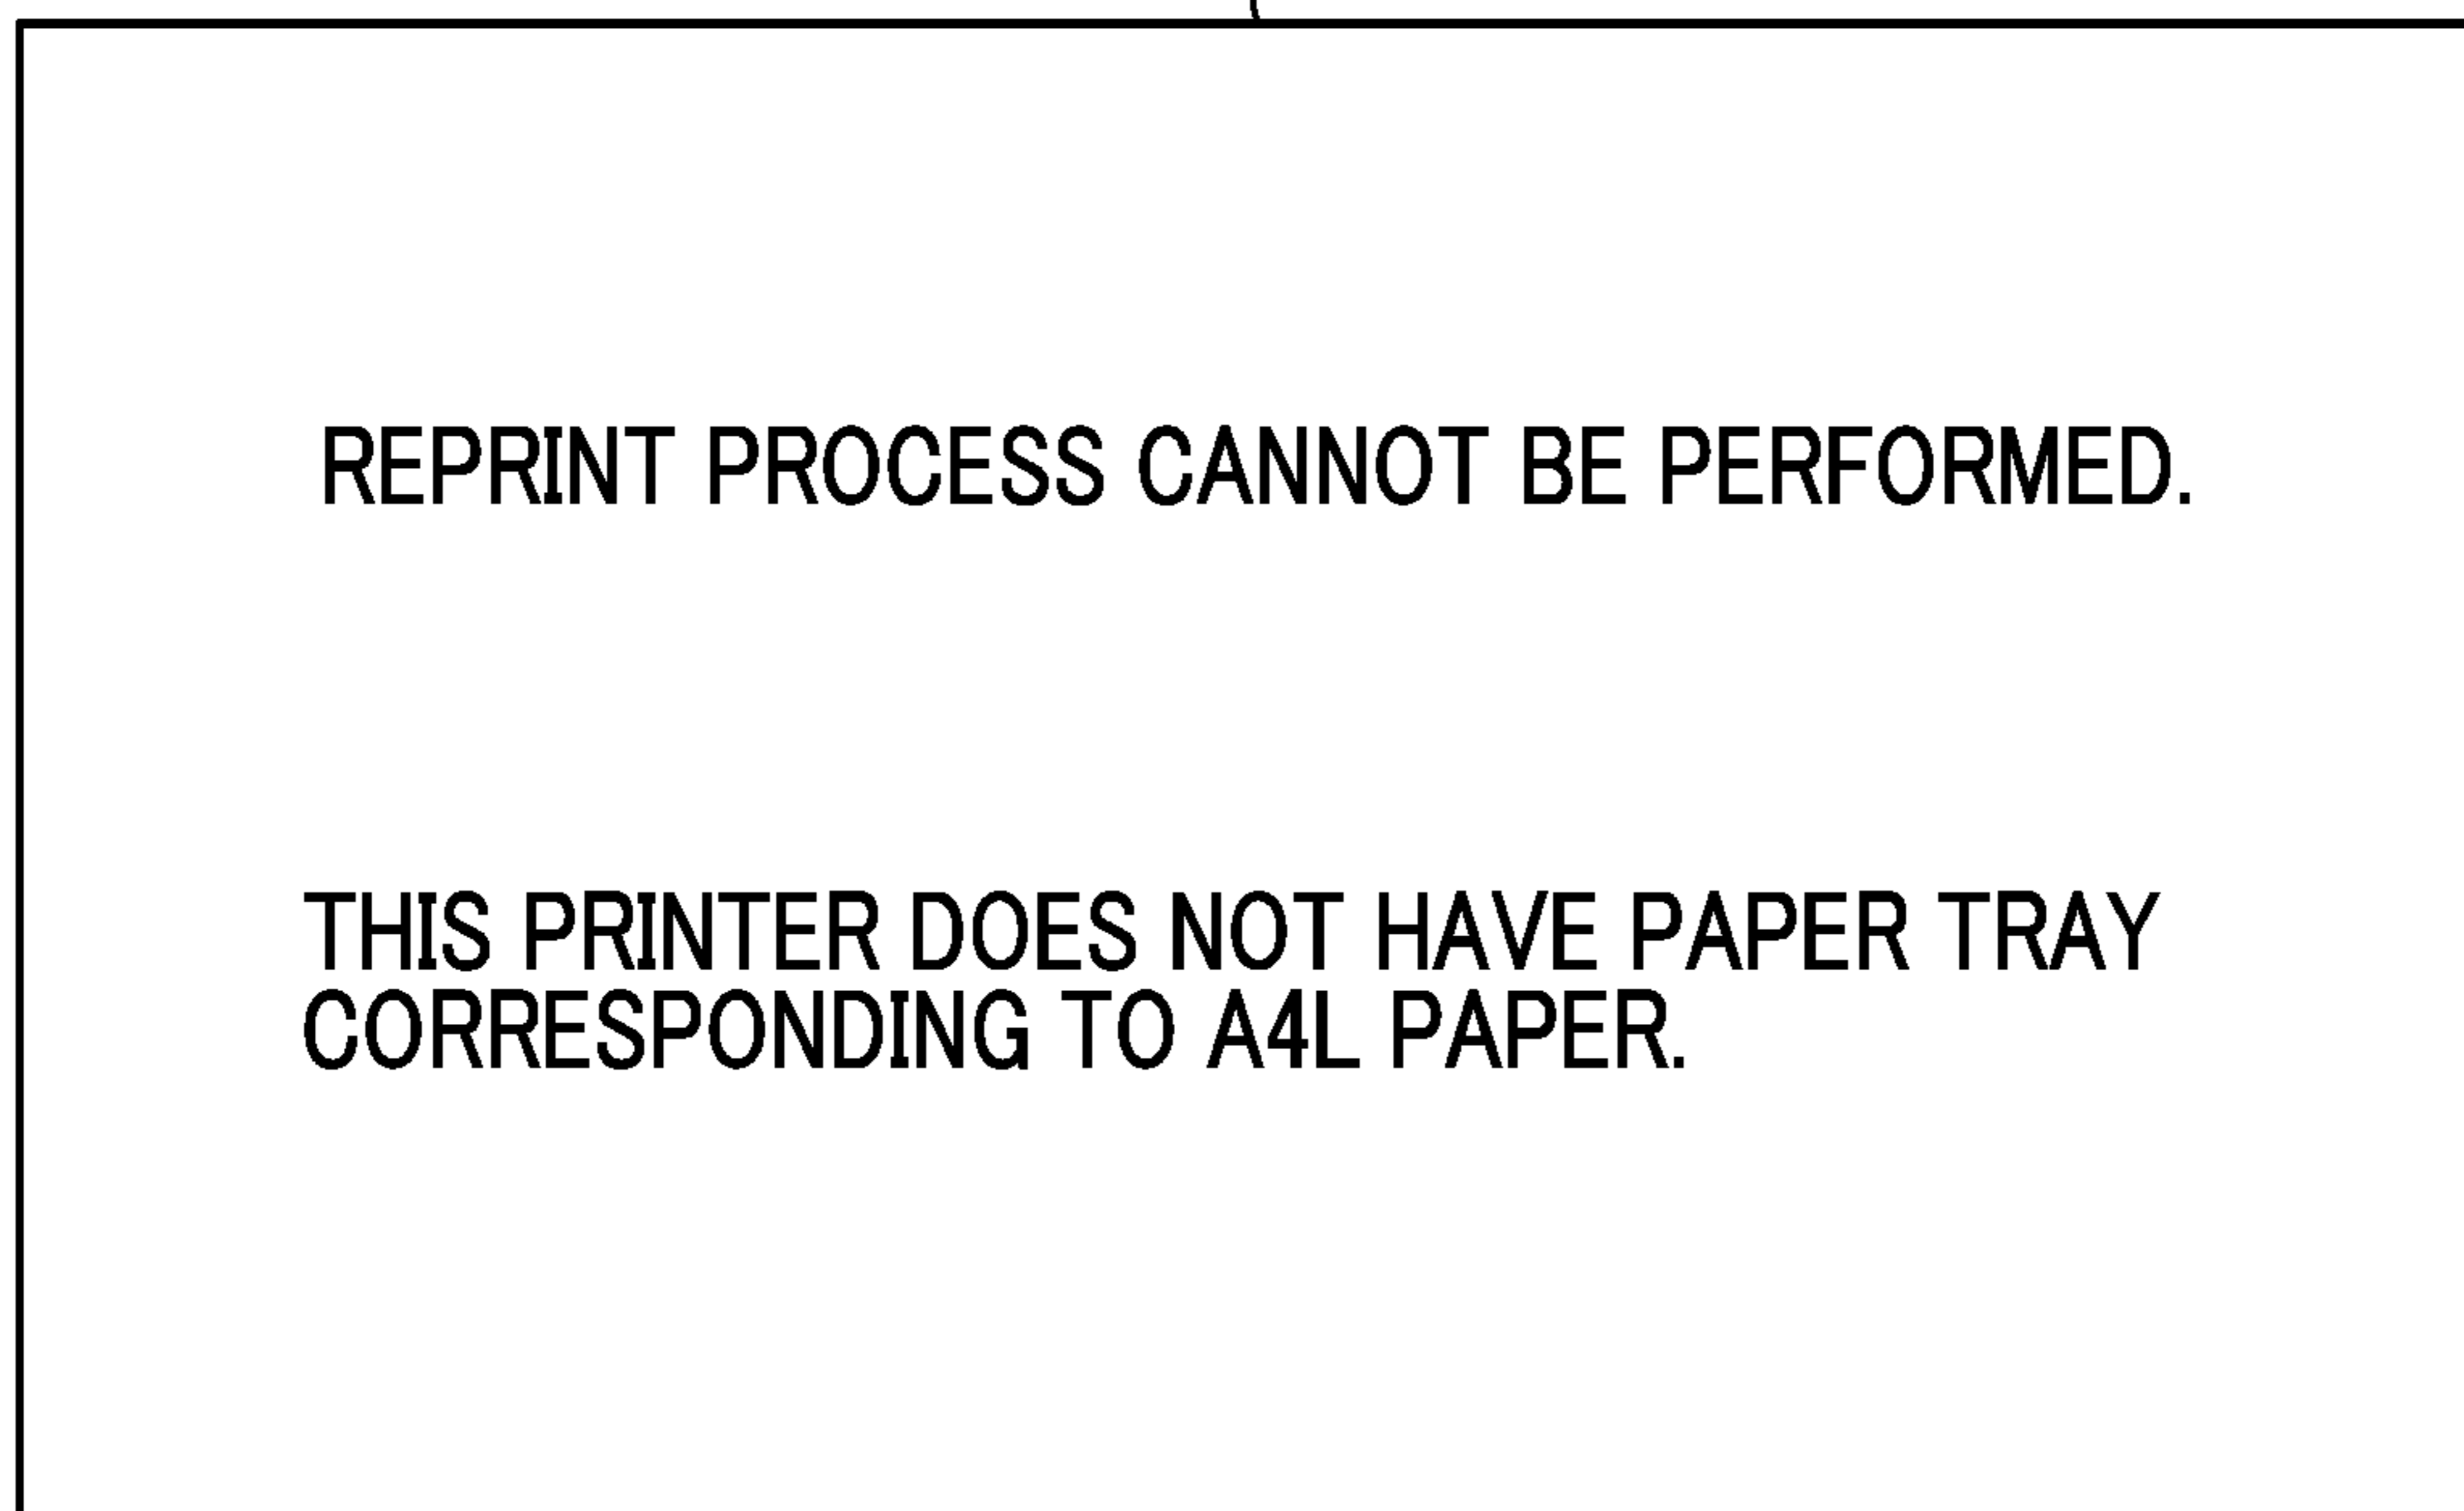 REPRINT PROCESS CANNOT BE PERFORMED.
THIS PRINTER DOES NOT HAVE PAPER TRAY
CORRESPONDING TO A4L PAPER.